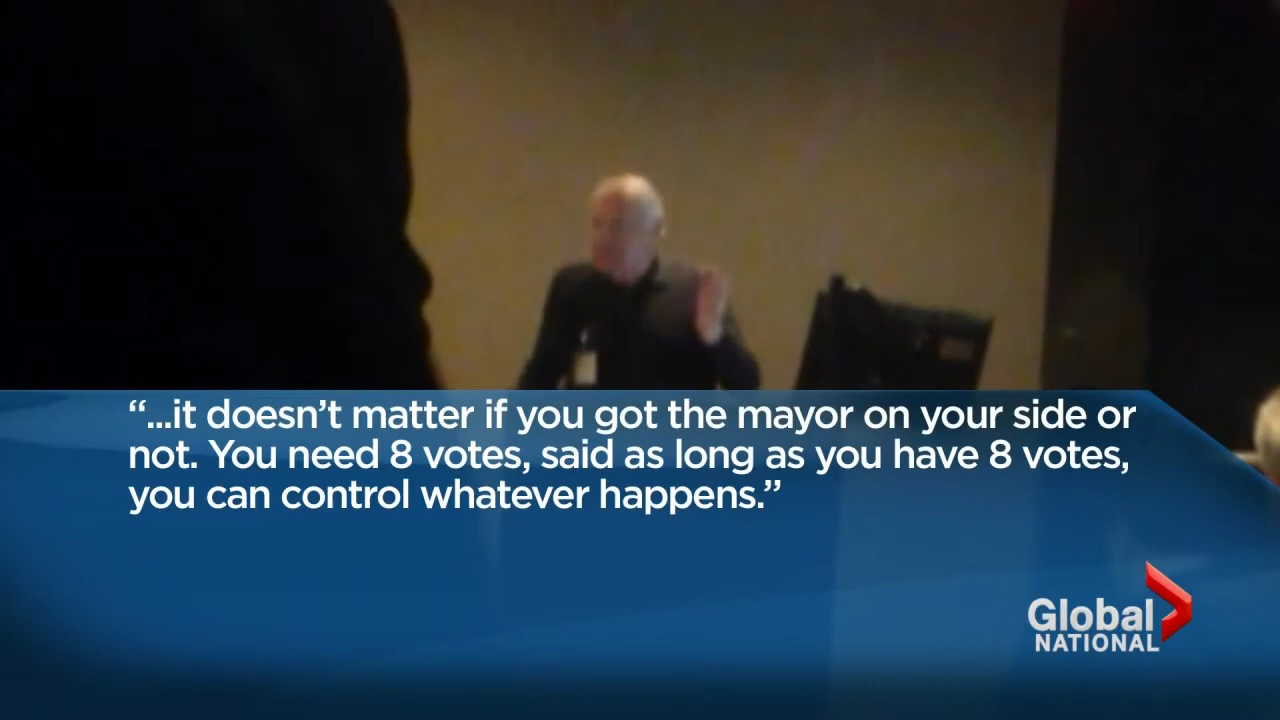 “...it doesn’t matter if you got the mayor on your side or
not. You need 8 votes, said as long as you have 8 votes,
you can control whatever happens.”
Global
NATIONAL